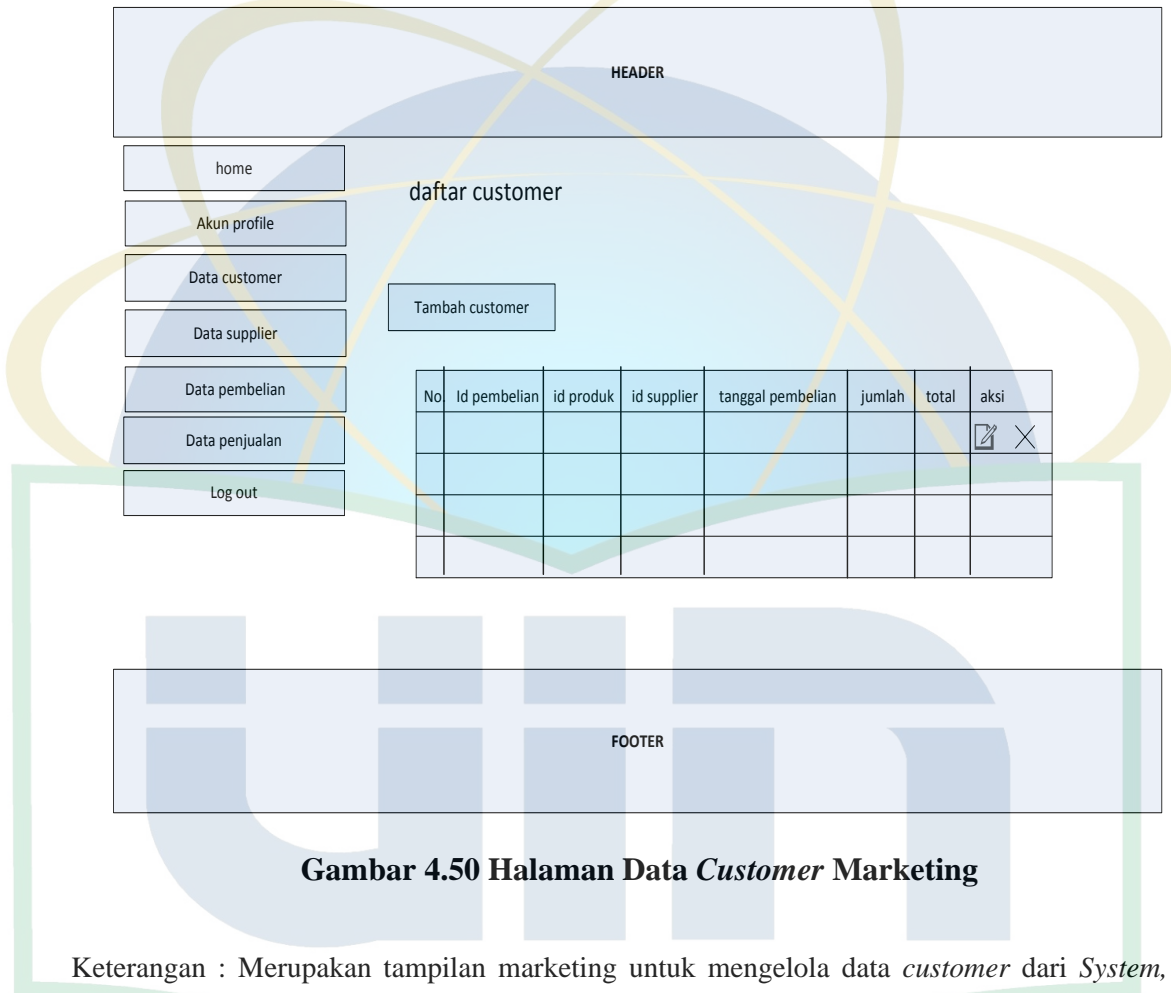 HEADER
home
Akun profile
Data customer
Data supplier
Data pembelian
Data penjualan
Log out
daftar customer
Tambah customer
No. Id pembelian id produk id supplier tanggal pembelian jumlah total aksi
FOOTER
Gambar 4.50 Halaman Data Customer Marketing
Keterangan : Merupakan tampilan marketing untuk mengelola data customer dari System,
uin